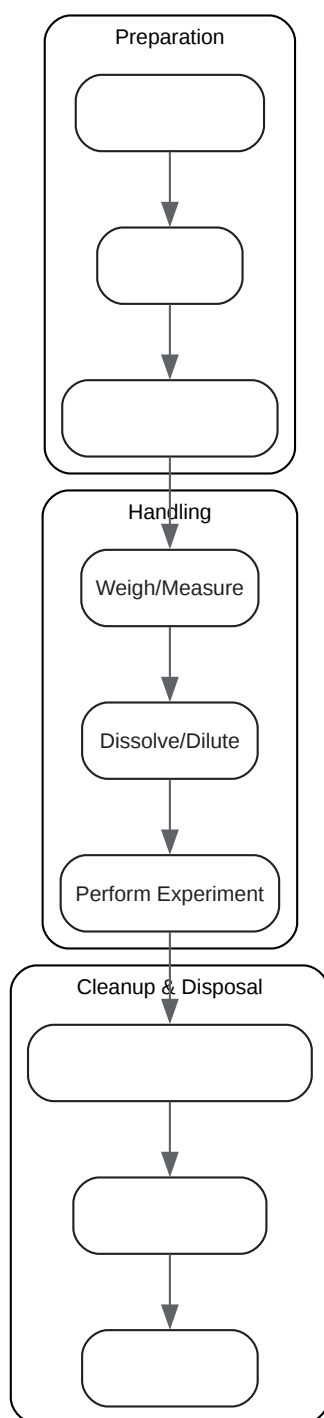 Preparation
Handling
Weigh/Measure
Dissolve/Dilute
Perform Experiment
Cleanup & Disposal